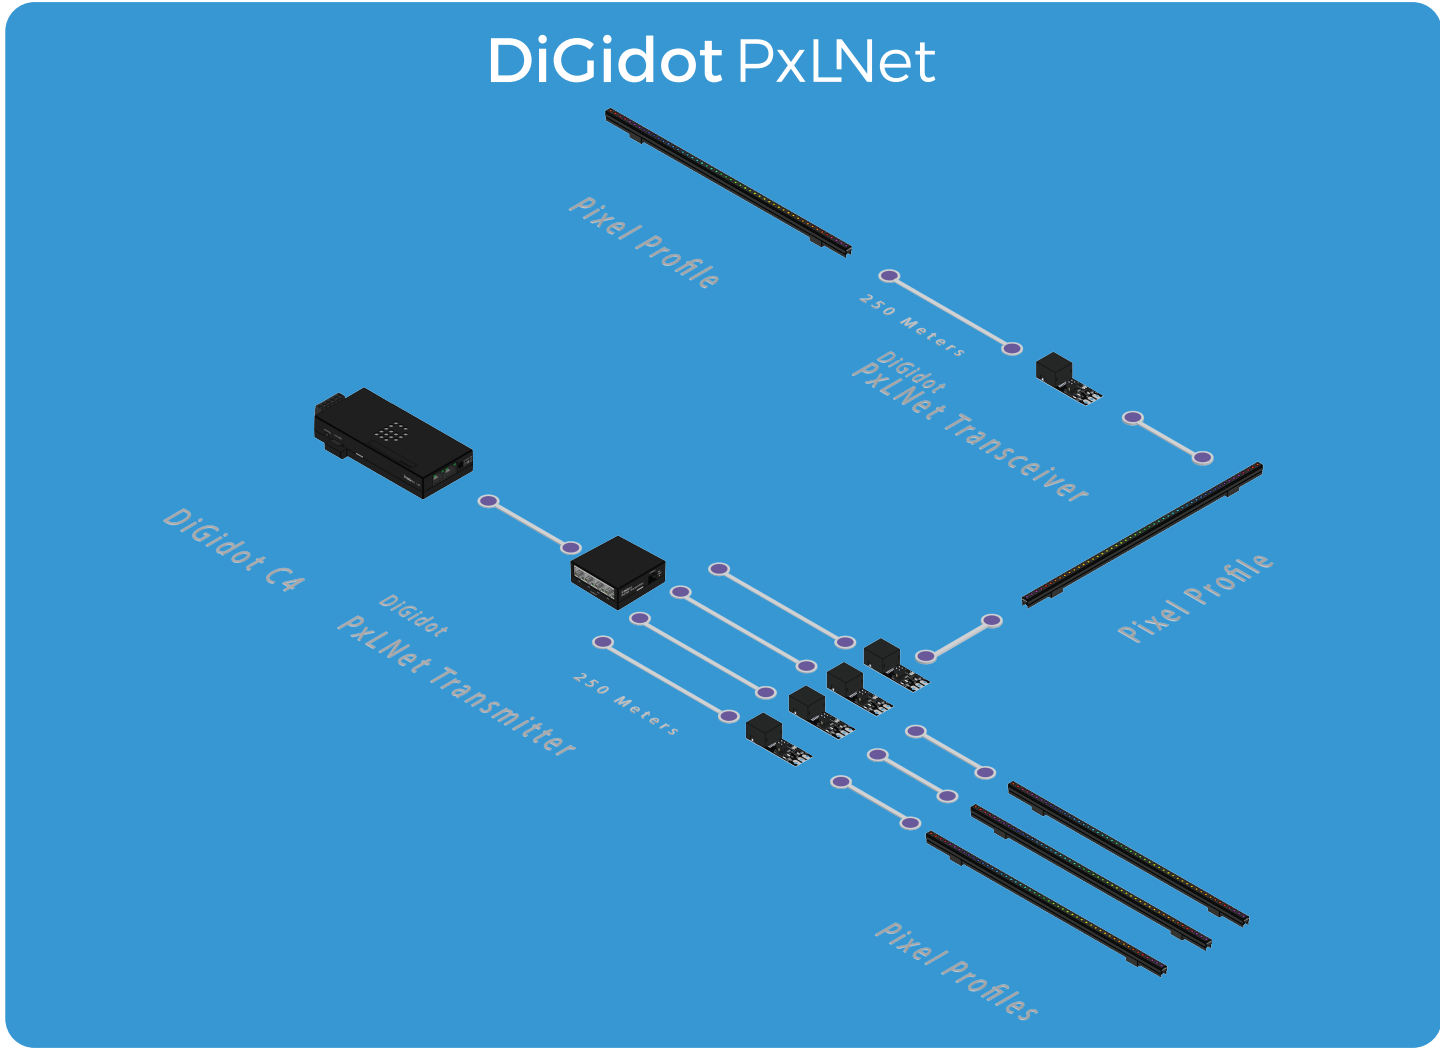 DiGidot PxLNet
Pixel Profile
250 Meters
DiGidot
PxLNet Transceiver
DiGidot C4
DiGidot
PxLNet Transmitter
250 Meters
Pixel Profile
Pixel Profiles